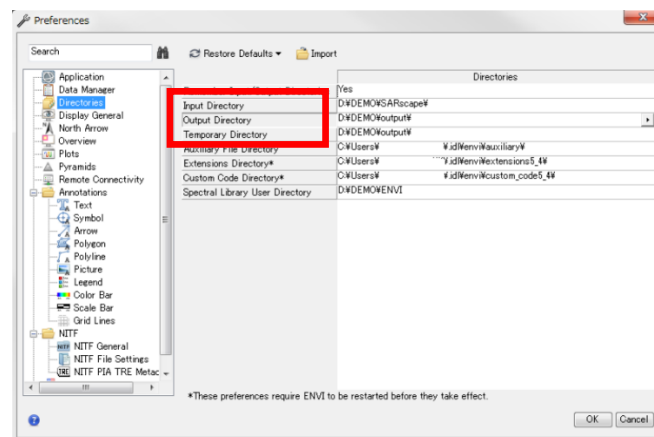 Preferences
Search
Restore Defaults
Import
Application
Data Manager
Directories
Display General
North Arrow
Overview
Plots
Pyramids
Remote Connectivity
Annotations
Text
Symbol
Arrow
Polygon
Polyline
Picture
Legend
Color Bar
Scale Bar
Grid Lines
NITF
NITF General
NITF File Settings
NITF PIA TRE Metac
Directories
Yes
Input Directory D:¥DEMO¥SARscape¥
Output Directory D:¥DEMO¥output¥
Temporary Directory D:¥DEMO¥output¥
Auxiliary File Directory C:¥Users¥ ¥.idl¥envi¥auxiliary¥
Extensions Directory* C:¥Users¥ ¥.idl¥envi¥extensions5_4¥
Custom Code Directory* C:¥Users¥ ¥.idl¥envi¥custom_code5_4¥
Spectral Library User Directory D:¥DEMO¥ENVI
*These preferences require ENVI to be restarted before they take effect.
OK Cancel